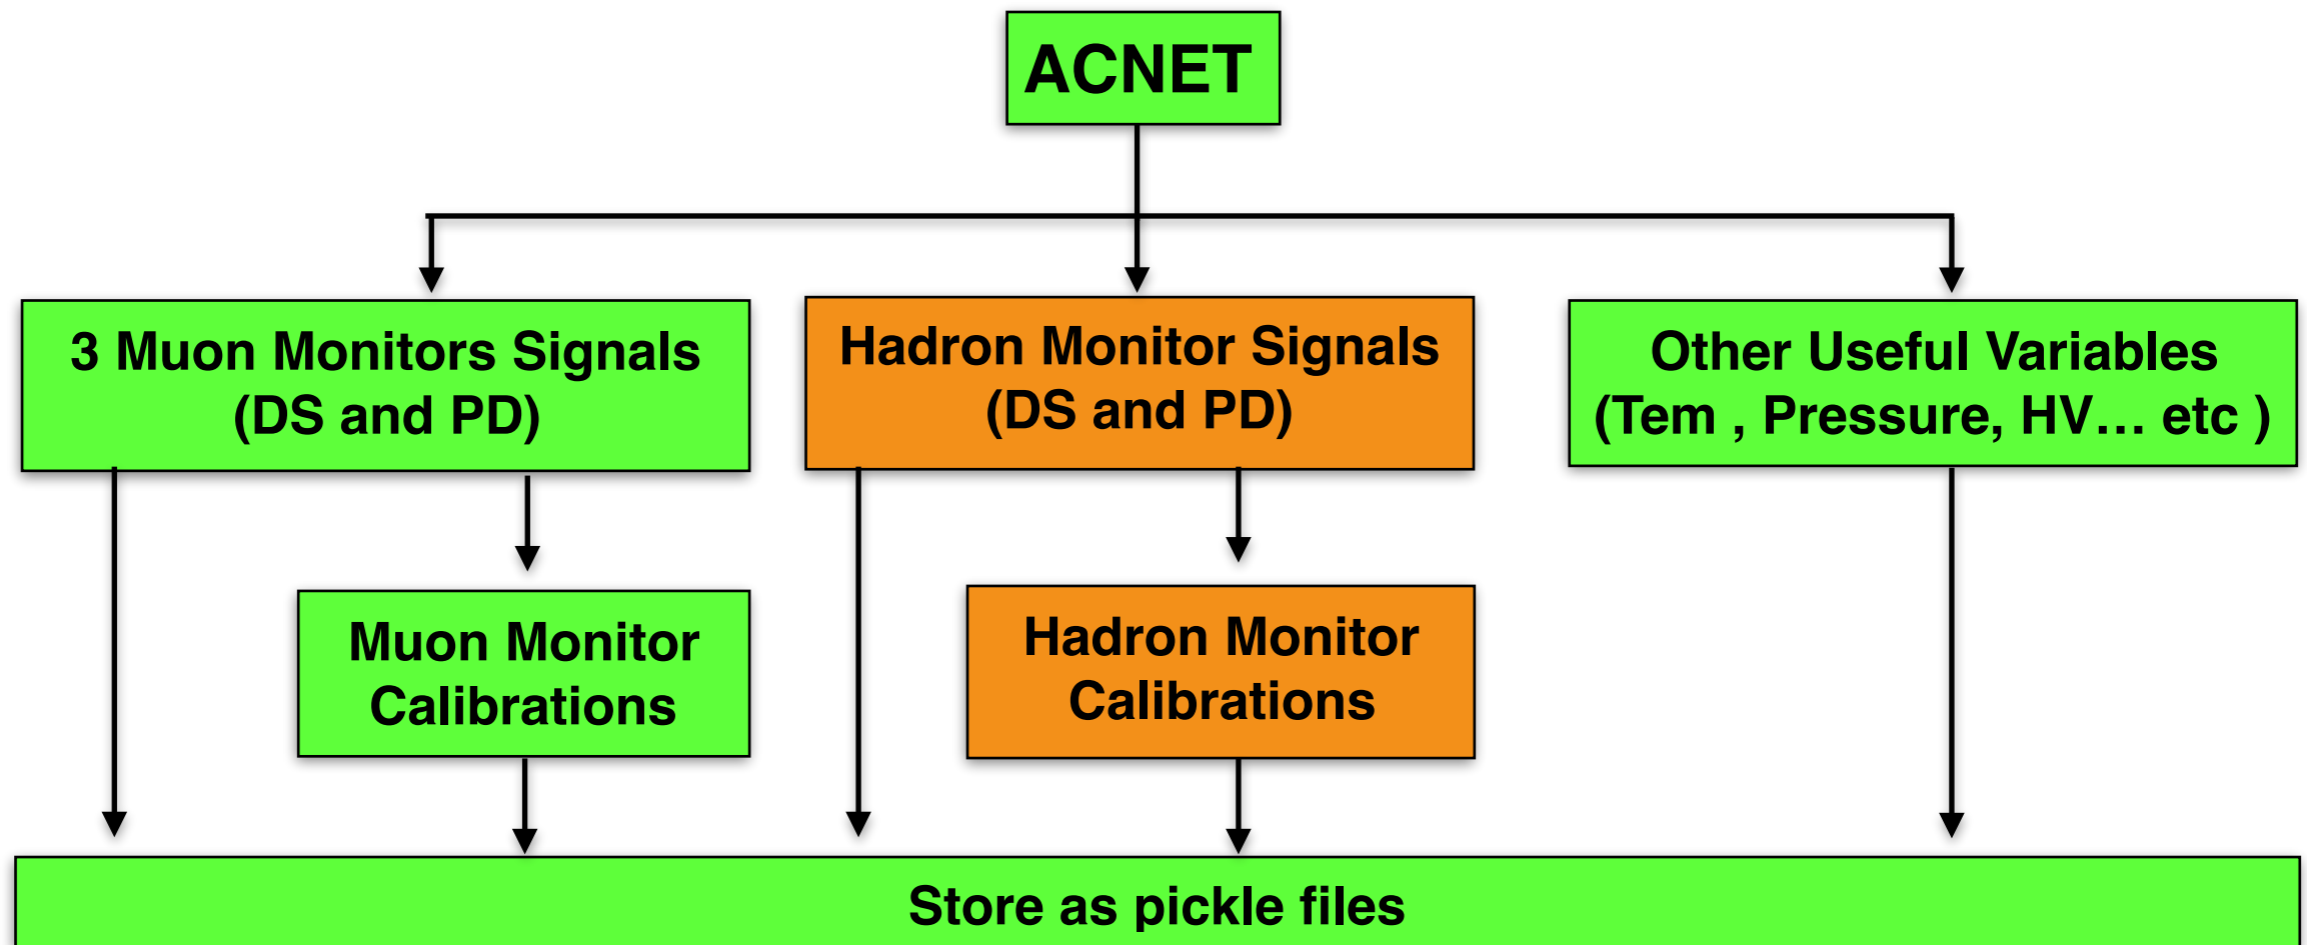 ACNET
3 Muon Monitors Signals
(DS and PD)
Hadron Monitor Signals
(DS and PD)
Other Useful Variables
(Tem , Pressure, HV... etc )
Muon Monitor
Calibrations
Hadron Monitor
Calibrations
Store as pickle files